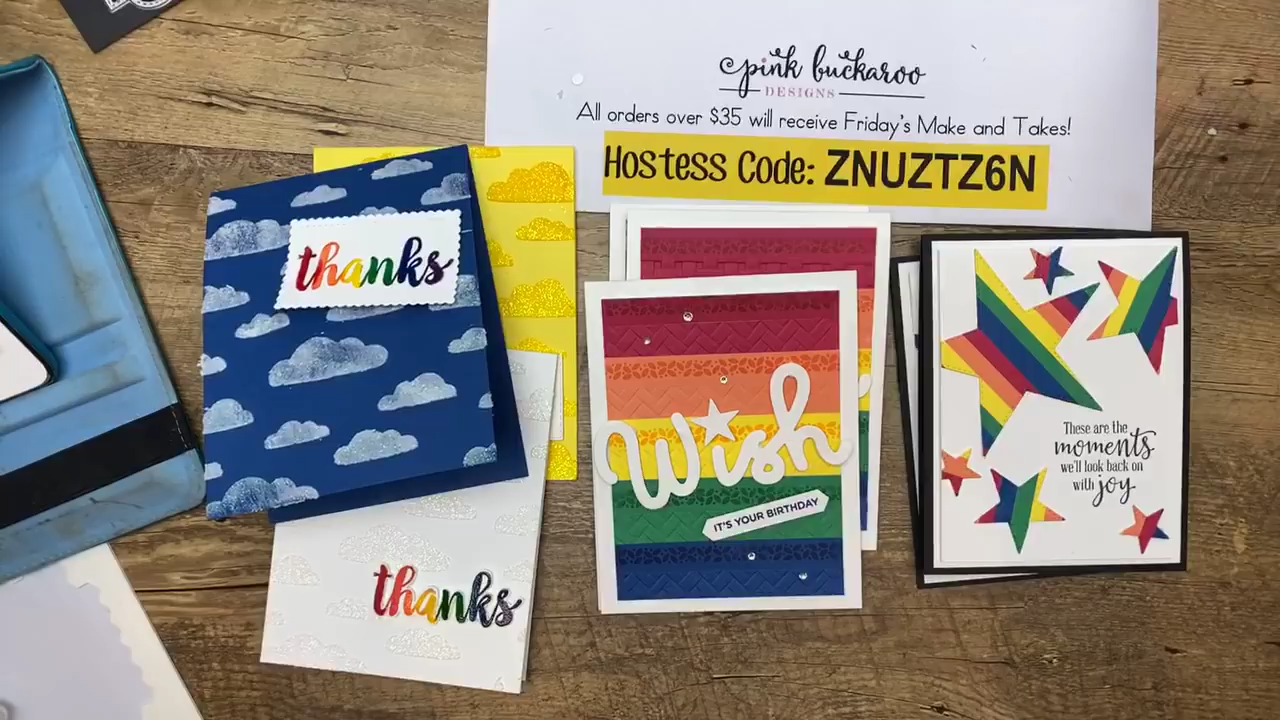 pink buckaroo
DESIGNS
All orders over $35 will receive Friday's Make and Takes!
Hostess Code: ZNUZTZ6N
thanks
thanks
Wish
IT'S YOUR BIRTHDAY
These are the
moments
we'll look back on
with joy